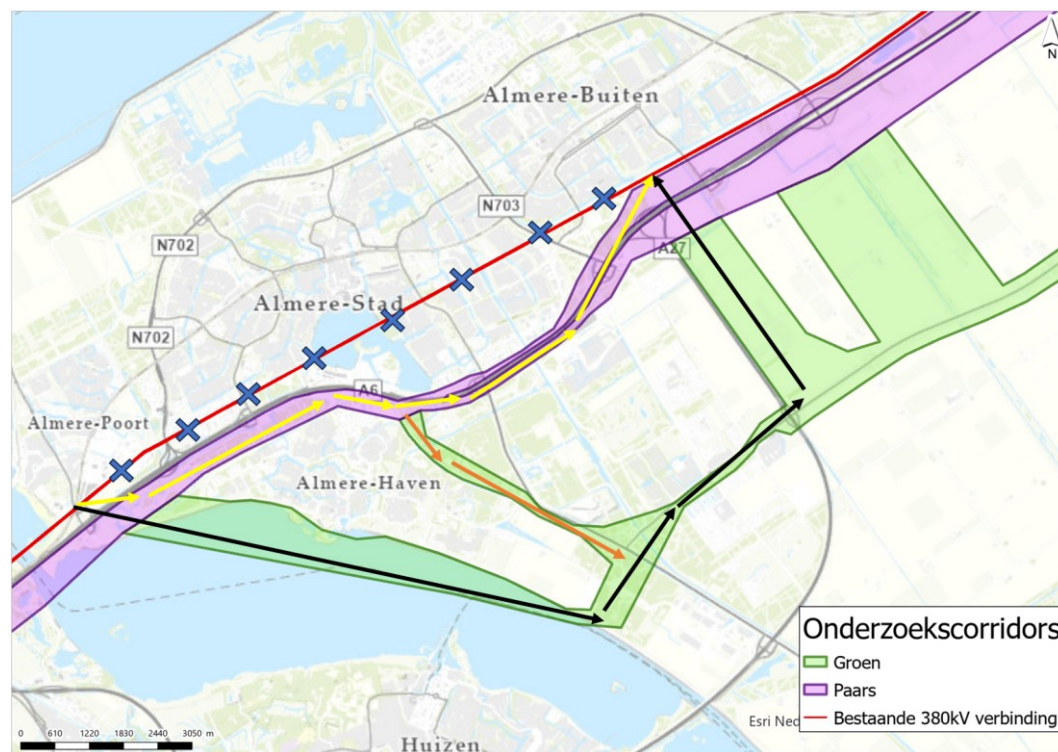 N
Almere-Buiten
N703
N702
A27
Almere-Stad
N702
A6
Almere-Poort
Almere-Haven
Onderzoekscorridors
Groen
Paars
Bestaande 380kV verbinding
Esri Ned
0 610 1220 1830 2440 3050 m
Huizen